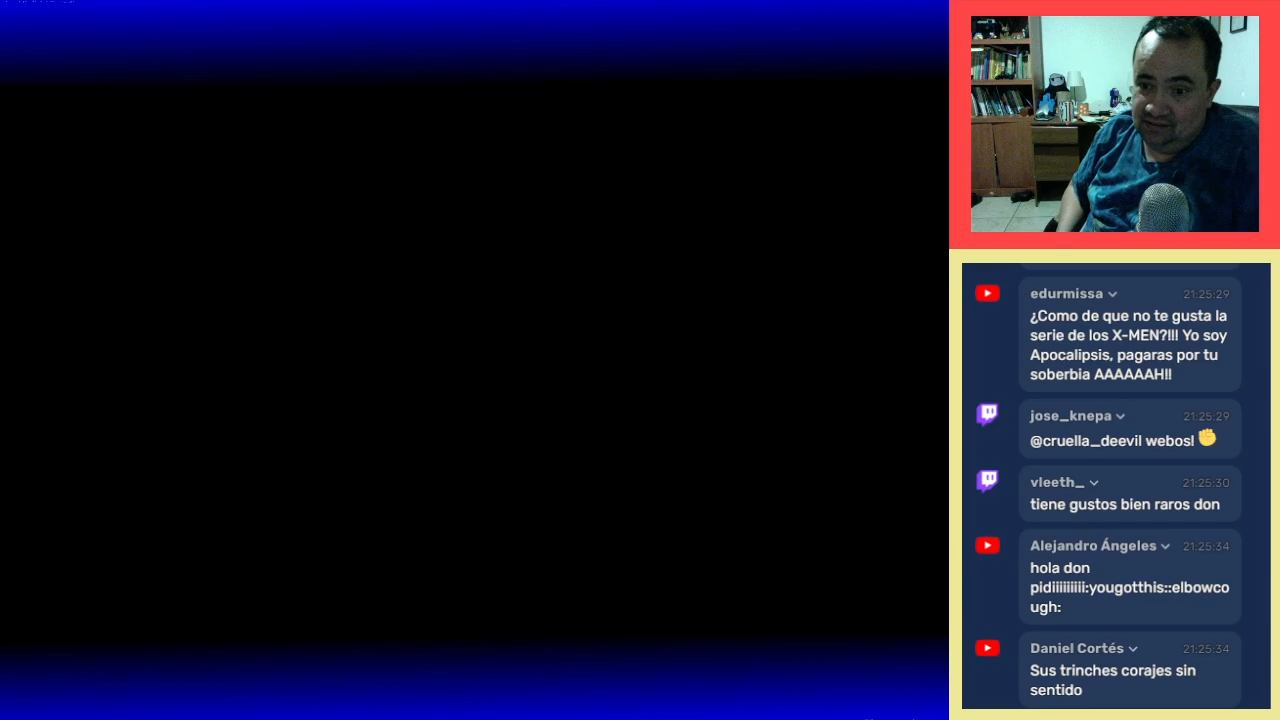 edurmissa 21:25:29
¿Como de que no te gusta la
serie de los X-MEN?!!! Yo soy
Apocalipsis, pagaras por tu
soberbia AAAAAAH!!
jose_knepa 21:25:29
@cruella_deevil webos!
vleeth_ 21:25:30
tiene gustos bien raros don
Alejandro Ángeles 21:25:34
hola don
pidiiiiiiiiii:yougotthis::elbowco
ugh:
Daniel Cortés 21:25:34
Sus trinches corajes sin
sentido